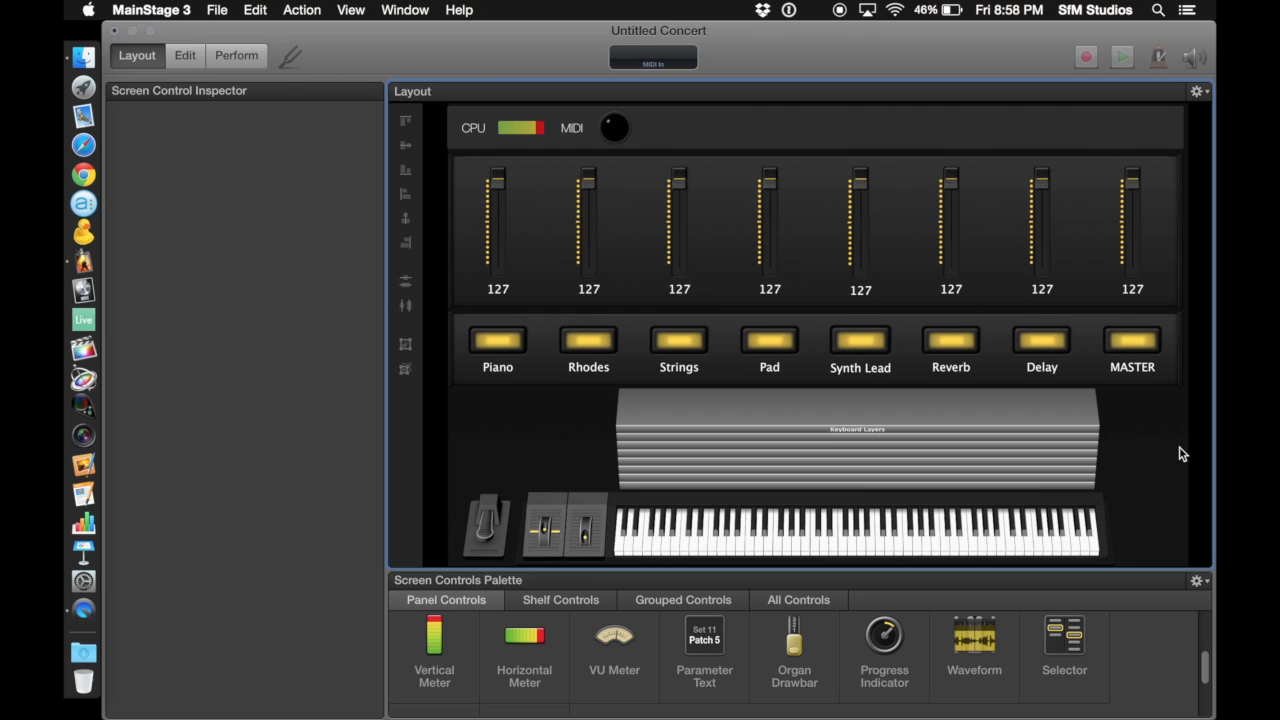 MainStage 3 File Edit Action View Window Help 46% Fri 8:58 PM SfM Studios
Untitled Concert
Layout Edit Perform
MIDI In
Screen Control Inspector
Layout
CPU MIDI
127 127 127 127 127 127 127 127
Piano Rhodes Strings Pad Synth Lead Reverb Delay MASTER
Keyboard Layers
Live
Screen Controls Palette
Panel Controls Shelf Controls Grouped Controls All Controls
Set 11
Patch 5
Vertical Meter
Horizontal Meter
VU Meter
Parameter Text
Organ Drawbar
Progress Indicator
Waveform
Selector